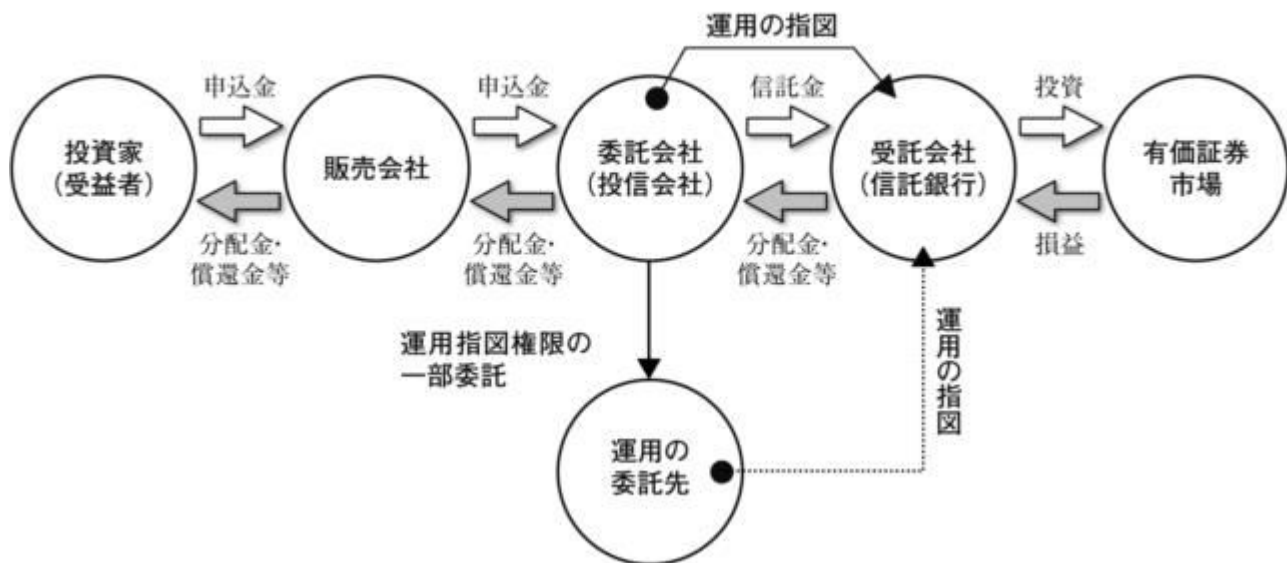 運用の指図
申込金
申込金
信託金
投資
投資家
(受益者)
販売会社
委託会社
(投信会社)
受託会社
(信託銀行)
有価証券
市場
分配金・
償還金等
分配金・
償還金等
分配金・
償還金等
損益
運用指図権限の
一部委託
運用の指図
運用の
委託先